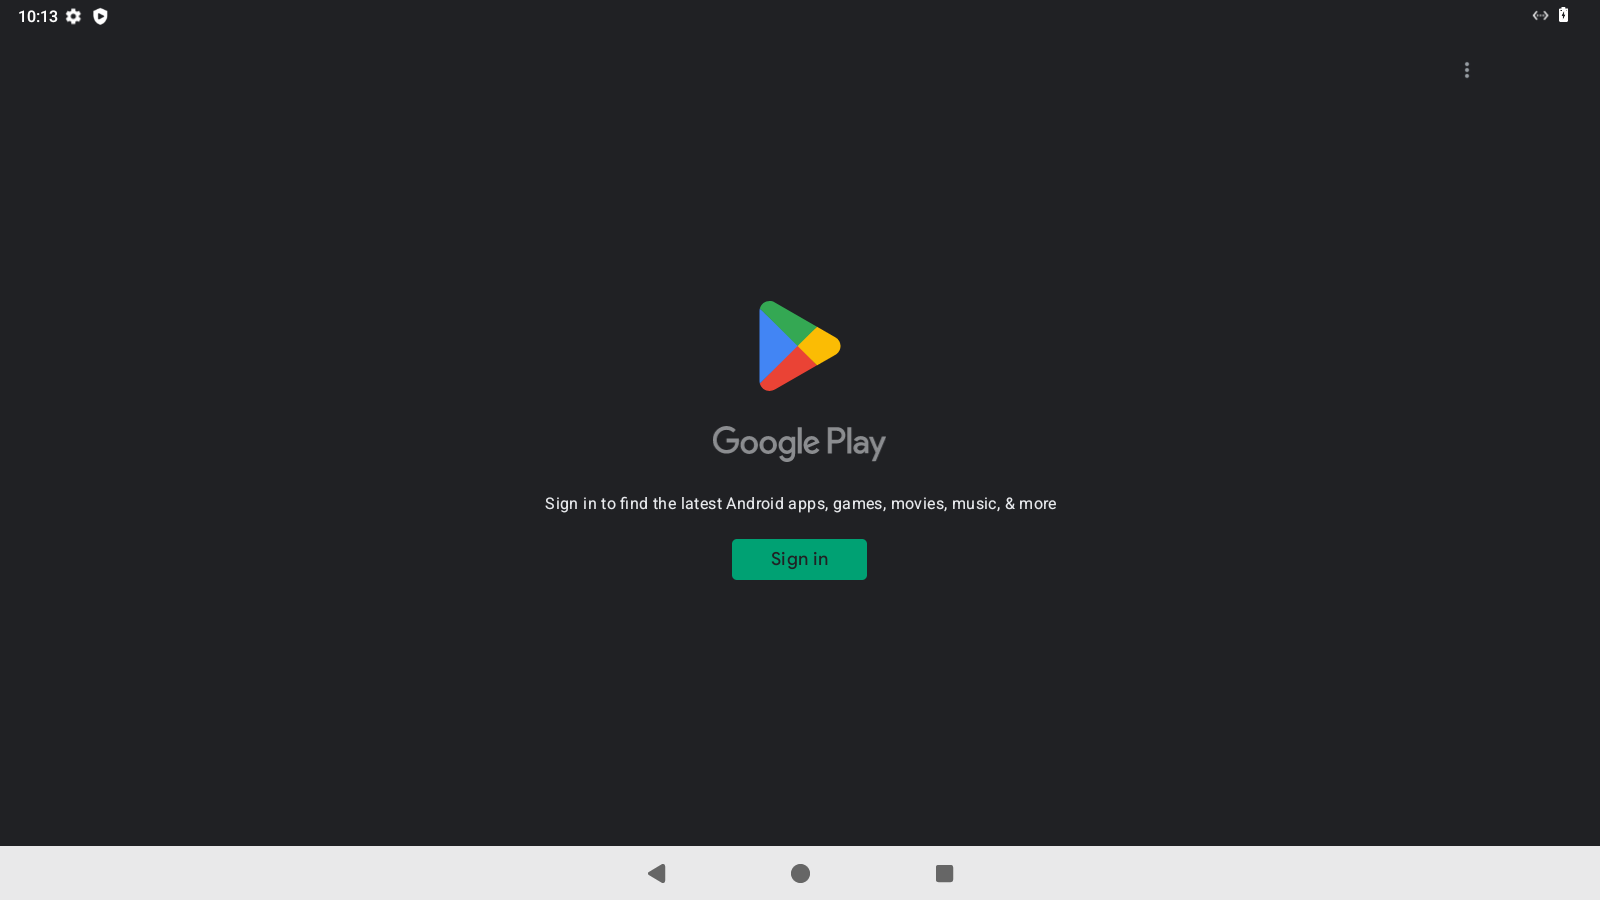 10:13
Google Play
Sign in to find the latest Android apps, games, movies, music, & more
Sign in